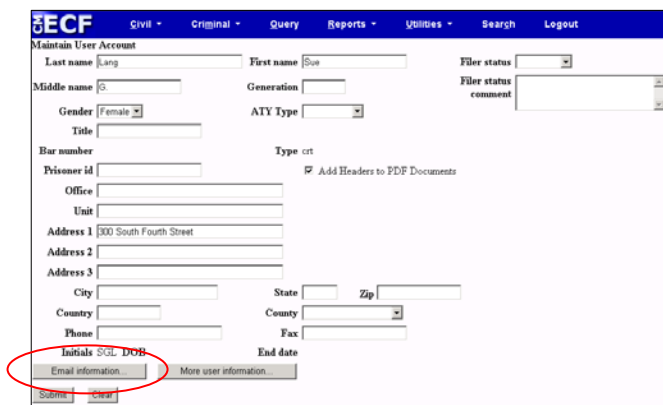 CM ECF Civil Criminal Query Reports Utilities Search Logout
Maintain User Account
Last name Lang First name Sue Filer status
Middle name G. Generation Filer status comment
Gender Female ATY Type
Title
Bar number Type crt
Prisoner id Add Headers to PDF Documents
Office
Unit
Address 1 300 South Fourth Street
Address 2
Address 3
City State Zip
Country County
Phone Fax
Initials SGL DOB End date
Email information... More user information...
Submit Clear